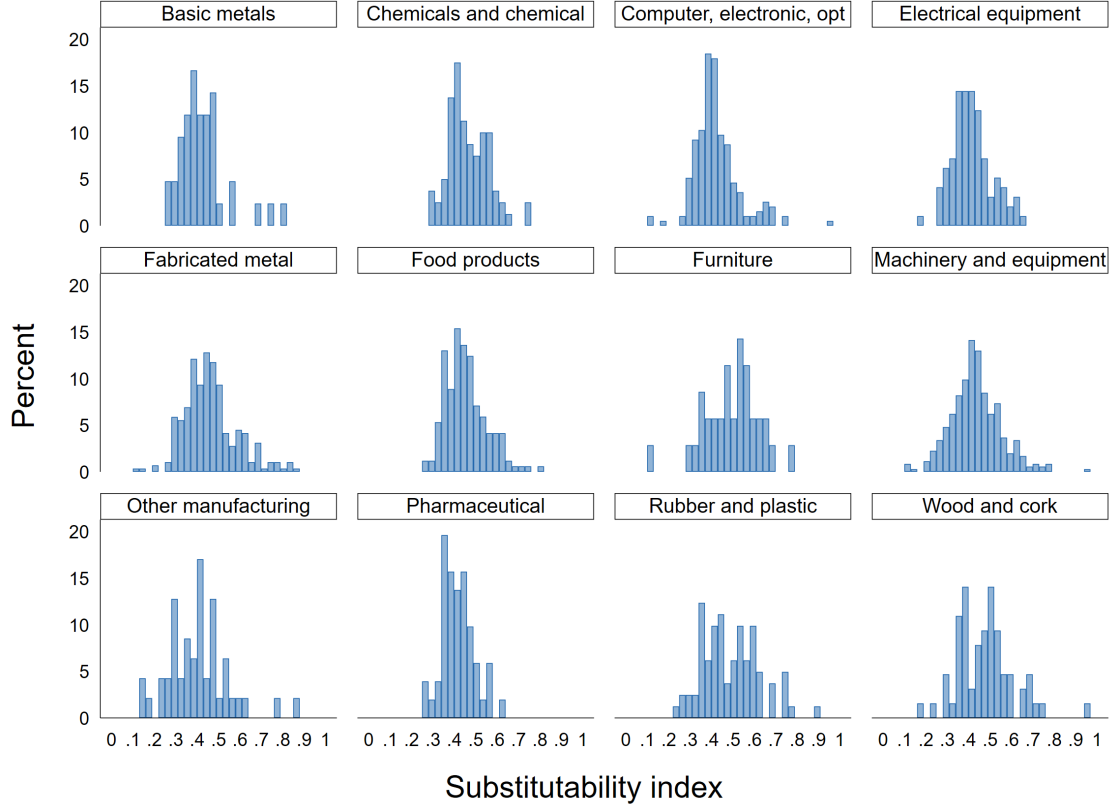 Basic metals Chemicals and chemical Computer, electronic, opt Electrical equipment
20
15
10
5
0
Fabricated metal Food products Furniture Machinery and equipment
20
15
10
5
0
Percent
Other manufacturing Pharmaceutical Rubber and plastic Wood and cork
20
15
10
5
0
0 .1 .2 .3 .4 .5 .6 .7 .8 .9 1 0 .1 .2 .3 .4 .5 .6 .7 .8 .9 1 0 .1 .2 .3 .4 .5 .6 .7 .8 .9 1 0 .1 .2 .3 .4 .5 .6 .7 .8 .9 1
Substitutability index